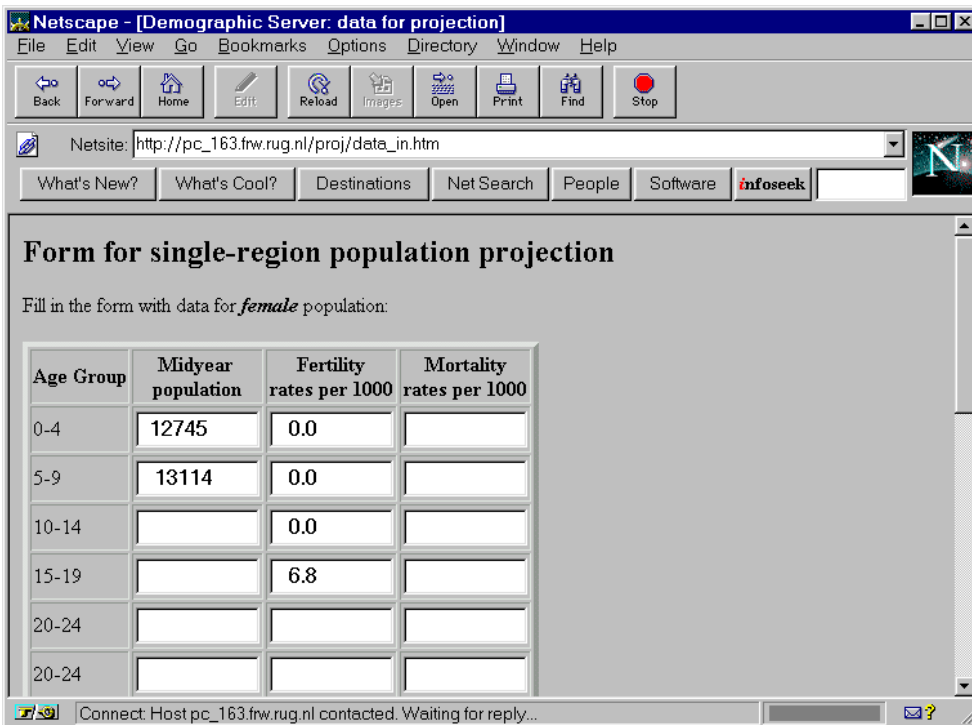 Netscape - [Demographic Server: data for projection]
File Edit View Go Bookmarks Options Directory Window Help
Back Forward Home Edit Reload Images Open Print Find Stop
Netsite: http://pc_163.frw.rug.nl/proj/data_in.htm
N
What's New? What's Cool? Destinations Net Search People Software infoseek
Form for single-region population projection
Fill in the form with data for female population:
Age Group Midyear population Fertility rates per 1000 Mortality rates per 1000
0-4 12745 0.0
5-9 13114 0.0
10-14 0.0
15-19 6.8
20-24
20-24
Connect: Host pc_163.frw.rug.nl contacted. Waiting for reply...